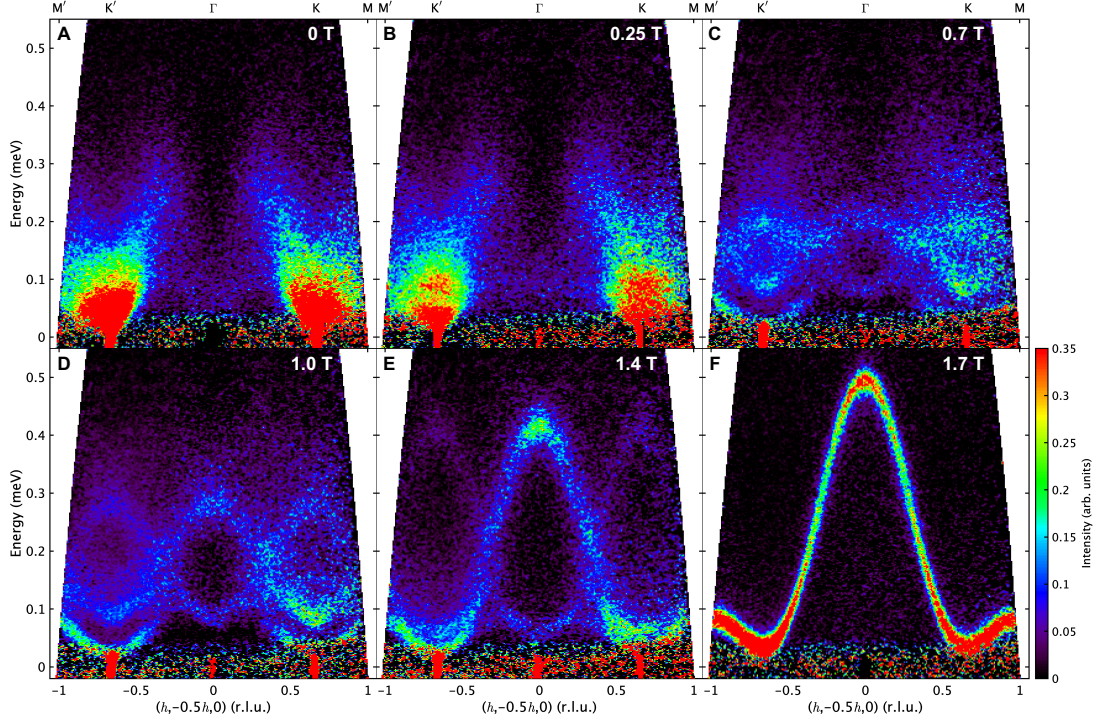 M′ K′ Γ K M M′ K′ Γ K M M′ K′ Γ K M
A 0 T B 0.25 T C 0.7 T
0.5
0.4
0.3
0.2
0.1
0
Energy (meV)
D 1.0 T E 1.4 T F 1.7 T
0.5
0.4
0.3
0.2
0.1
0
Energy (meV)
−1 −0.5 0 0.5 1 −1 −0.5 0 0.5 1 −1 −0.5 0 0.5 1
(h,-0.5h,0) (r.l.u.) (h,-0.5h,0) (r.l.u.) (h,-0.5h,0) (r.l.u.)
0.35
0.3
0.25
0.2
0.15
0.1
0.05
0
Intensity (arb. units)